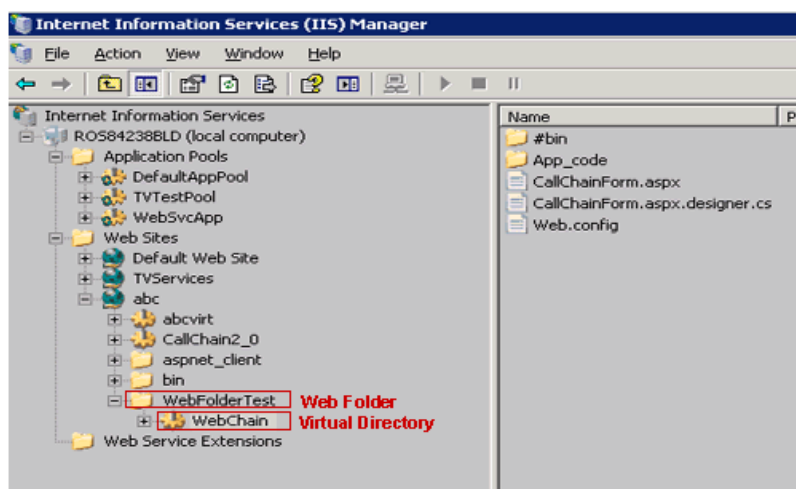 Internet Information Services (IIS) Manager
File Action View Window Help
Internet Information Services
ROS84238BLD (local computer)
Application Pools
DefaultAppPool
TVTestPool
WebSvcApp
Web Sites
Default Web Site
TVServices
abc
abcvirt
CallChain2_0
aspnet_client
bin
WebFolderTest Web Folder
WebChain Virtual Directory
Web Service Extensions
Name P
#bin
App_code
CallChainForm.aspx
CallChainForm.aspx.designer.cs
Web.config